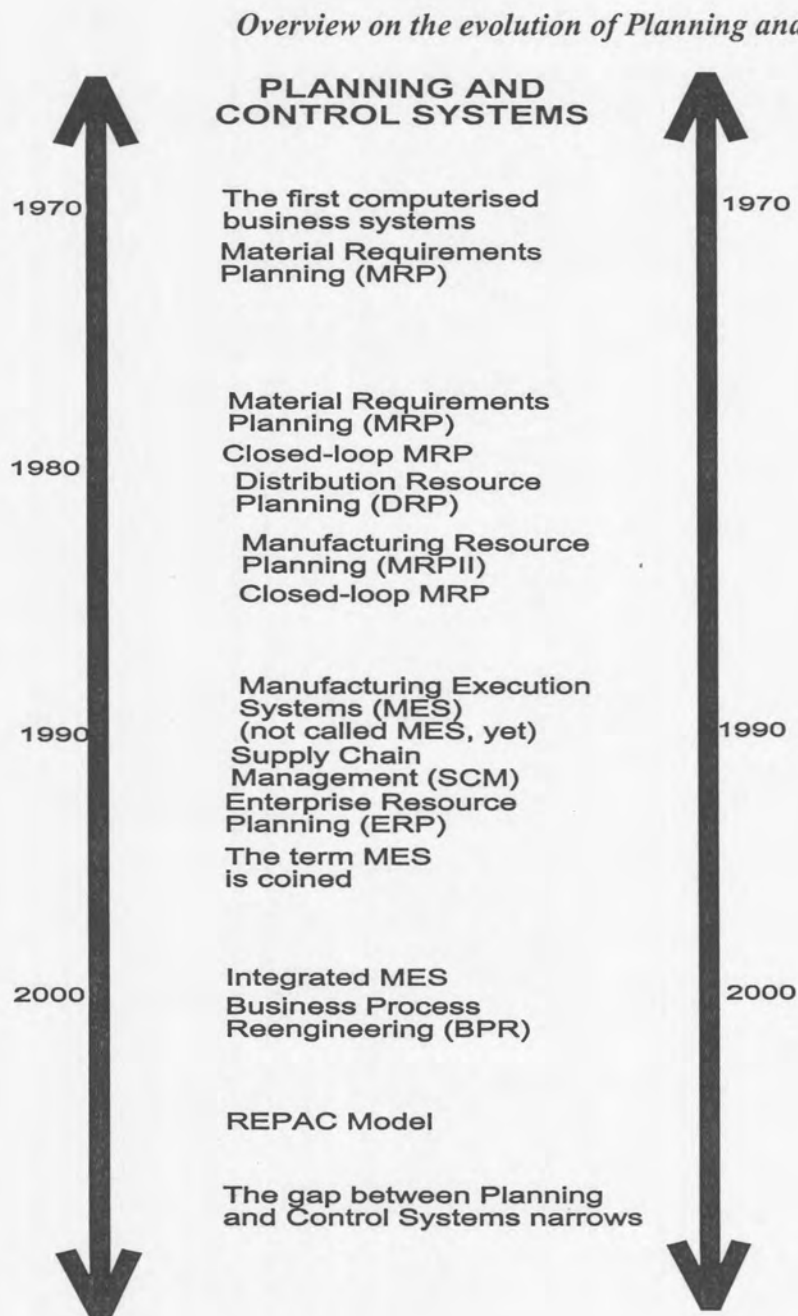 Overview on the evolution of Planning and
PLANNING AND
CONTROL SYSTEMS
1970
The first computerised
business systems
1970
Material Requirements
Planning (MRP)
Material Requirements
Planning (MRP)
1980
Closed-loop MRP
Distribution Resource
Planning (DRP)
Manufacturing Resource
Planning (MRPII)
Closed-loop MRP
Manufacturing Execution
Systems (MES)
1990
(not called MES, yet)
1990
Supply Chain
Management (SCM)
Enterprise Resource
Planning (ERP)
The term MES
is coined
Integrated MES
2000
Business Process
Reengineering (BPR)
2000
REPAC Model
The gap between Planning
and Control Systems narrows